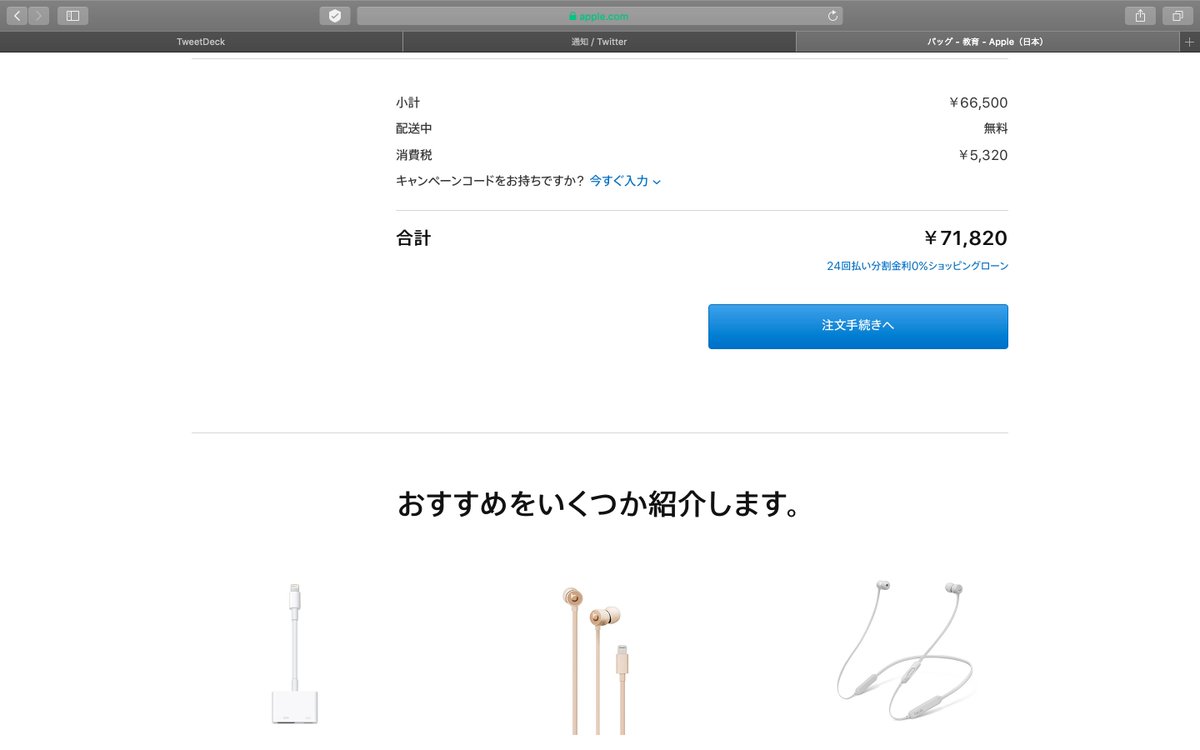 apple.com
TweetDeck
通知 / Twitter
バッグ - 教育 - Apple（日本）
小計 ￥66,500
配送中 無料
消費税 ￥5,320
キャンペーンコードをお持ちですか？ 今すぐ入力
合計 ￥71,820
24回払い分割金利0%ショッピングローン
注文手続きへ
おすすめをいくつか紹介します。